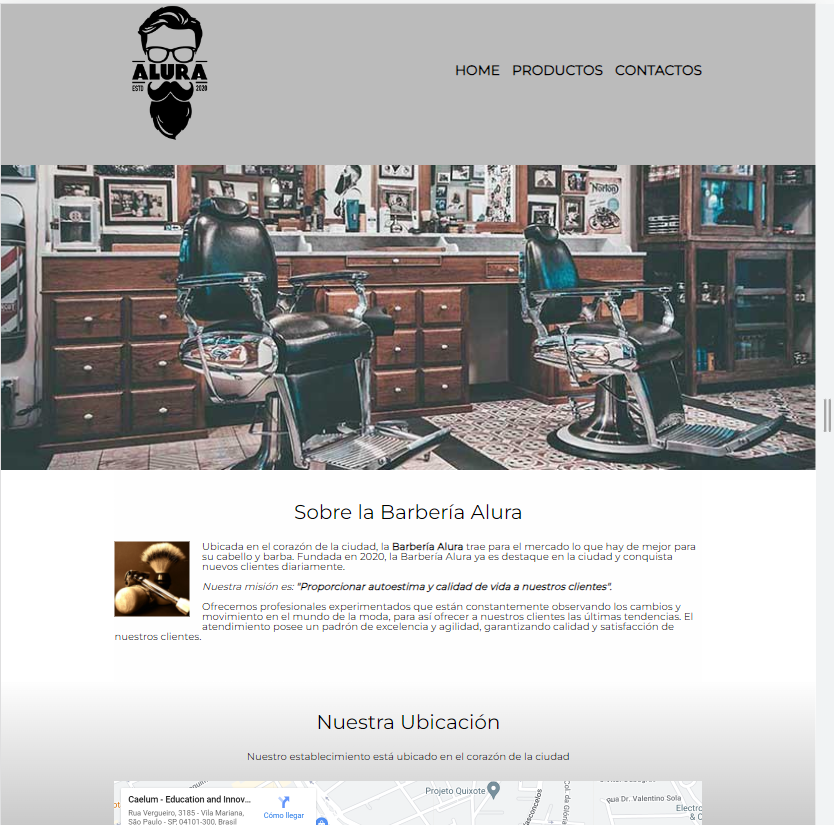 ALURA
ESTD 2020
HOME PRODUCTOS CONTACTOS
Norton
Sobre la Barbería Alura
Ubicada en el corazón de la ciudad, la Barbería Alura trae para el mercado lo que hay de mejor para
su cabello y barba. Fundada en 2020, la Barbería Alura ya es destaque en la ciudad y conquista
nuevos clientes diariamente.
Nuestra misión es: "Proporcionar autoestima y calidad de vida a nuestros clientes".
Ofrecemos profesionales experimentados que están constantemente observando los cambios y
movimiento en el mundo de la moda, para así ofrecer a nuestros clientes las últimas tendencias. El
atendimiento posee un padrón de excelencia y agilidad, garantizando calidad y satisfacción de
nuestros clientes.
Nuestra Ubicación
Nuestro establecimiento está ubicado en el corazón de la ciudad
Caelum - Education and Innov...
Rua Vergueiro, 3185 - Vila Mariana,
São Paulo - SP, 04101-300, Brasil
Cómo llegar
Projeto Quixote
Vasconcelos
Col. da Glória
qua Dr. Valentino Sola
Electro
& C